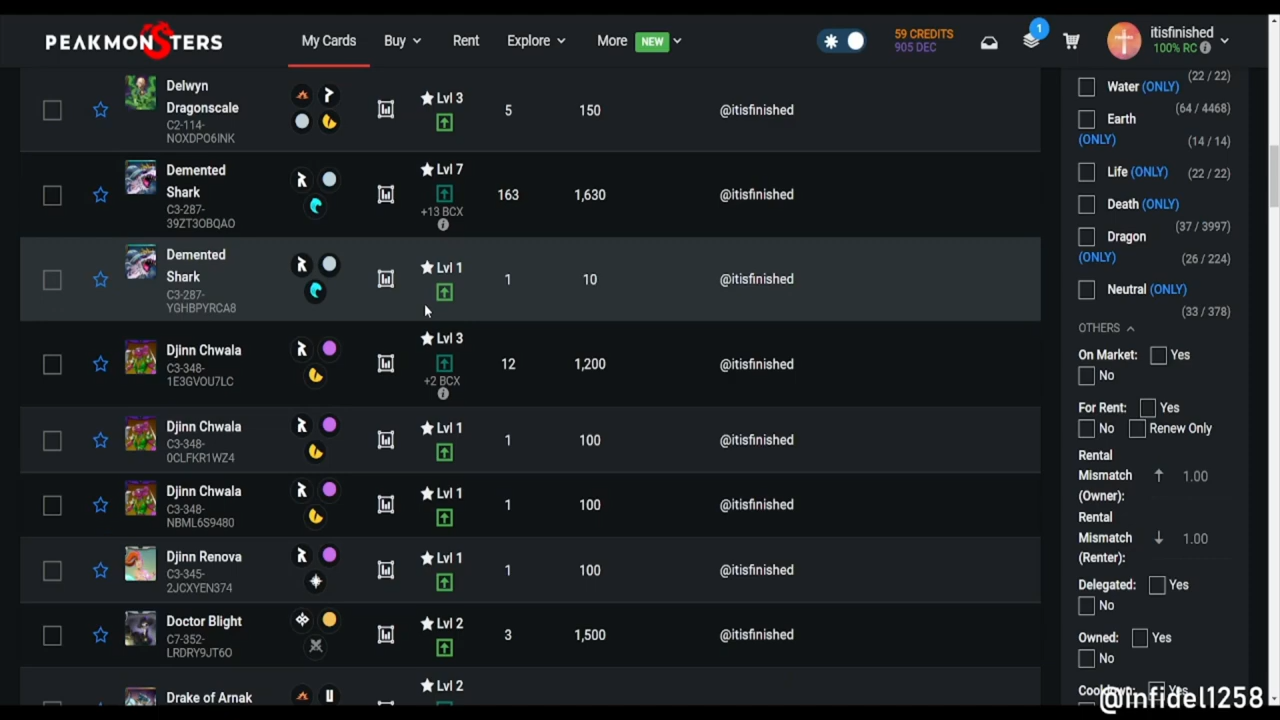 PEAKMONSTERS
My Cards
Buy
Rent
Explore
More NEW
59 CREDITS
905 DEC
1
itisfinished
100% RC
Delwyn
Dragonscale
C2-114-
NOXDPO6INK
Lvl 3
5
150
@itisfinished
Demented
Shark
C3-287-
39ZT3OBQAO
Lvl 7
+13 BCX
163
1,630
@itisfinished
Demented
Shark
C3-287-
YGHBPYRCA8
Lvl 1
1
10
@itisfinished
Djinn Chwala
C3-348-
1E3GVOU7LC
Lvl 3
+2 BCX
12
1,200
@itisfinished
Djinn Chwala
C3-348-
0CLFKR1WZ4
Lvl 1
1
100
@itisfinished
Djinn Chwala
C3-348-
NBML6S9480
Lvl 1
1
100
@itisfinished
Djinn Renova
C3-345-
2JCXYEN374
Lvl 1
1
100
@itisfinished
Doctor Blight
C7-352-
LRDRY9JT6O
Lvl 2
3
1,500
@itisfinished
Drake of Arnak
Lvl 2
(22 / 22)
Water (ONLY)
(64 / 4468)
Earth
(ONLY)
(14 / 14)
Life (ONLY)
(22 / 22)
Death (ONLY)
(37 / 3997)
Dragon
(ONLY)
(26 / 224)
Neutral (ONLY)
(33 / 378)
OTHERS
On Market: Yes
No
For Rent: Yes
No Renew Only
Rental
Mismatch
(Owner):
1.00
Rental
Mismatch
(Renter):
1.00
Delegated: Yes
No
Owned: Yes
No
Cooldown: Yes
@infidel1258